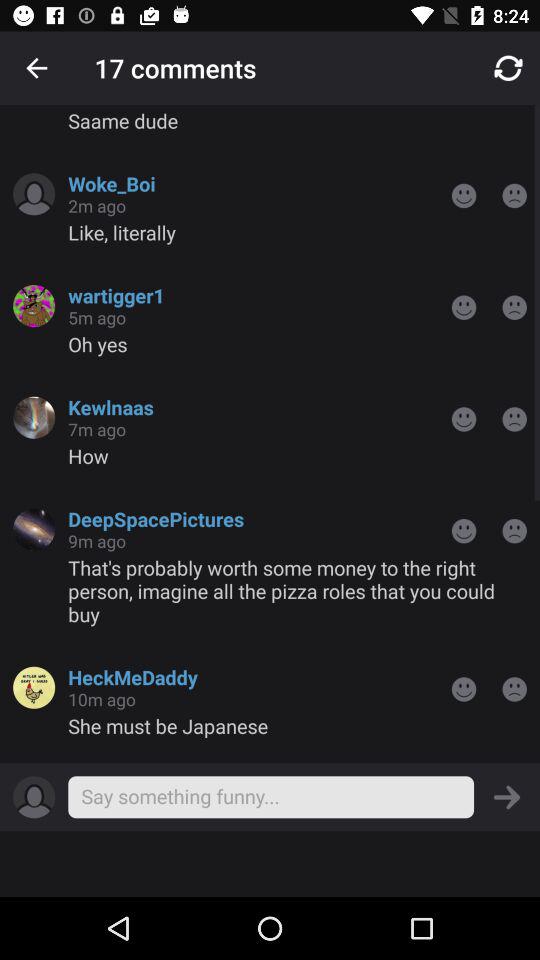 8:24
17 comments
Saame dude
Woke_Boi
2m ago
Like, literally
wartigger1
5m ago
Oh yes
Kewlnaas
7m ago
How
DeepSpacePictures
9m ago
That's probably worth some money to the right
person, imagine all the pizza roles that you could
buy
HeckMeDaddy
10m ago
She must be Japanese
Say something funny...